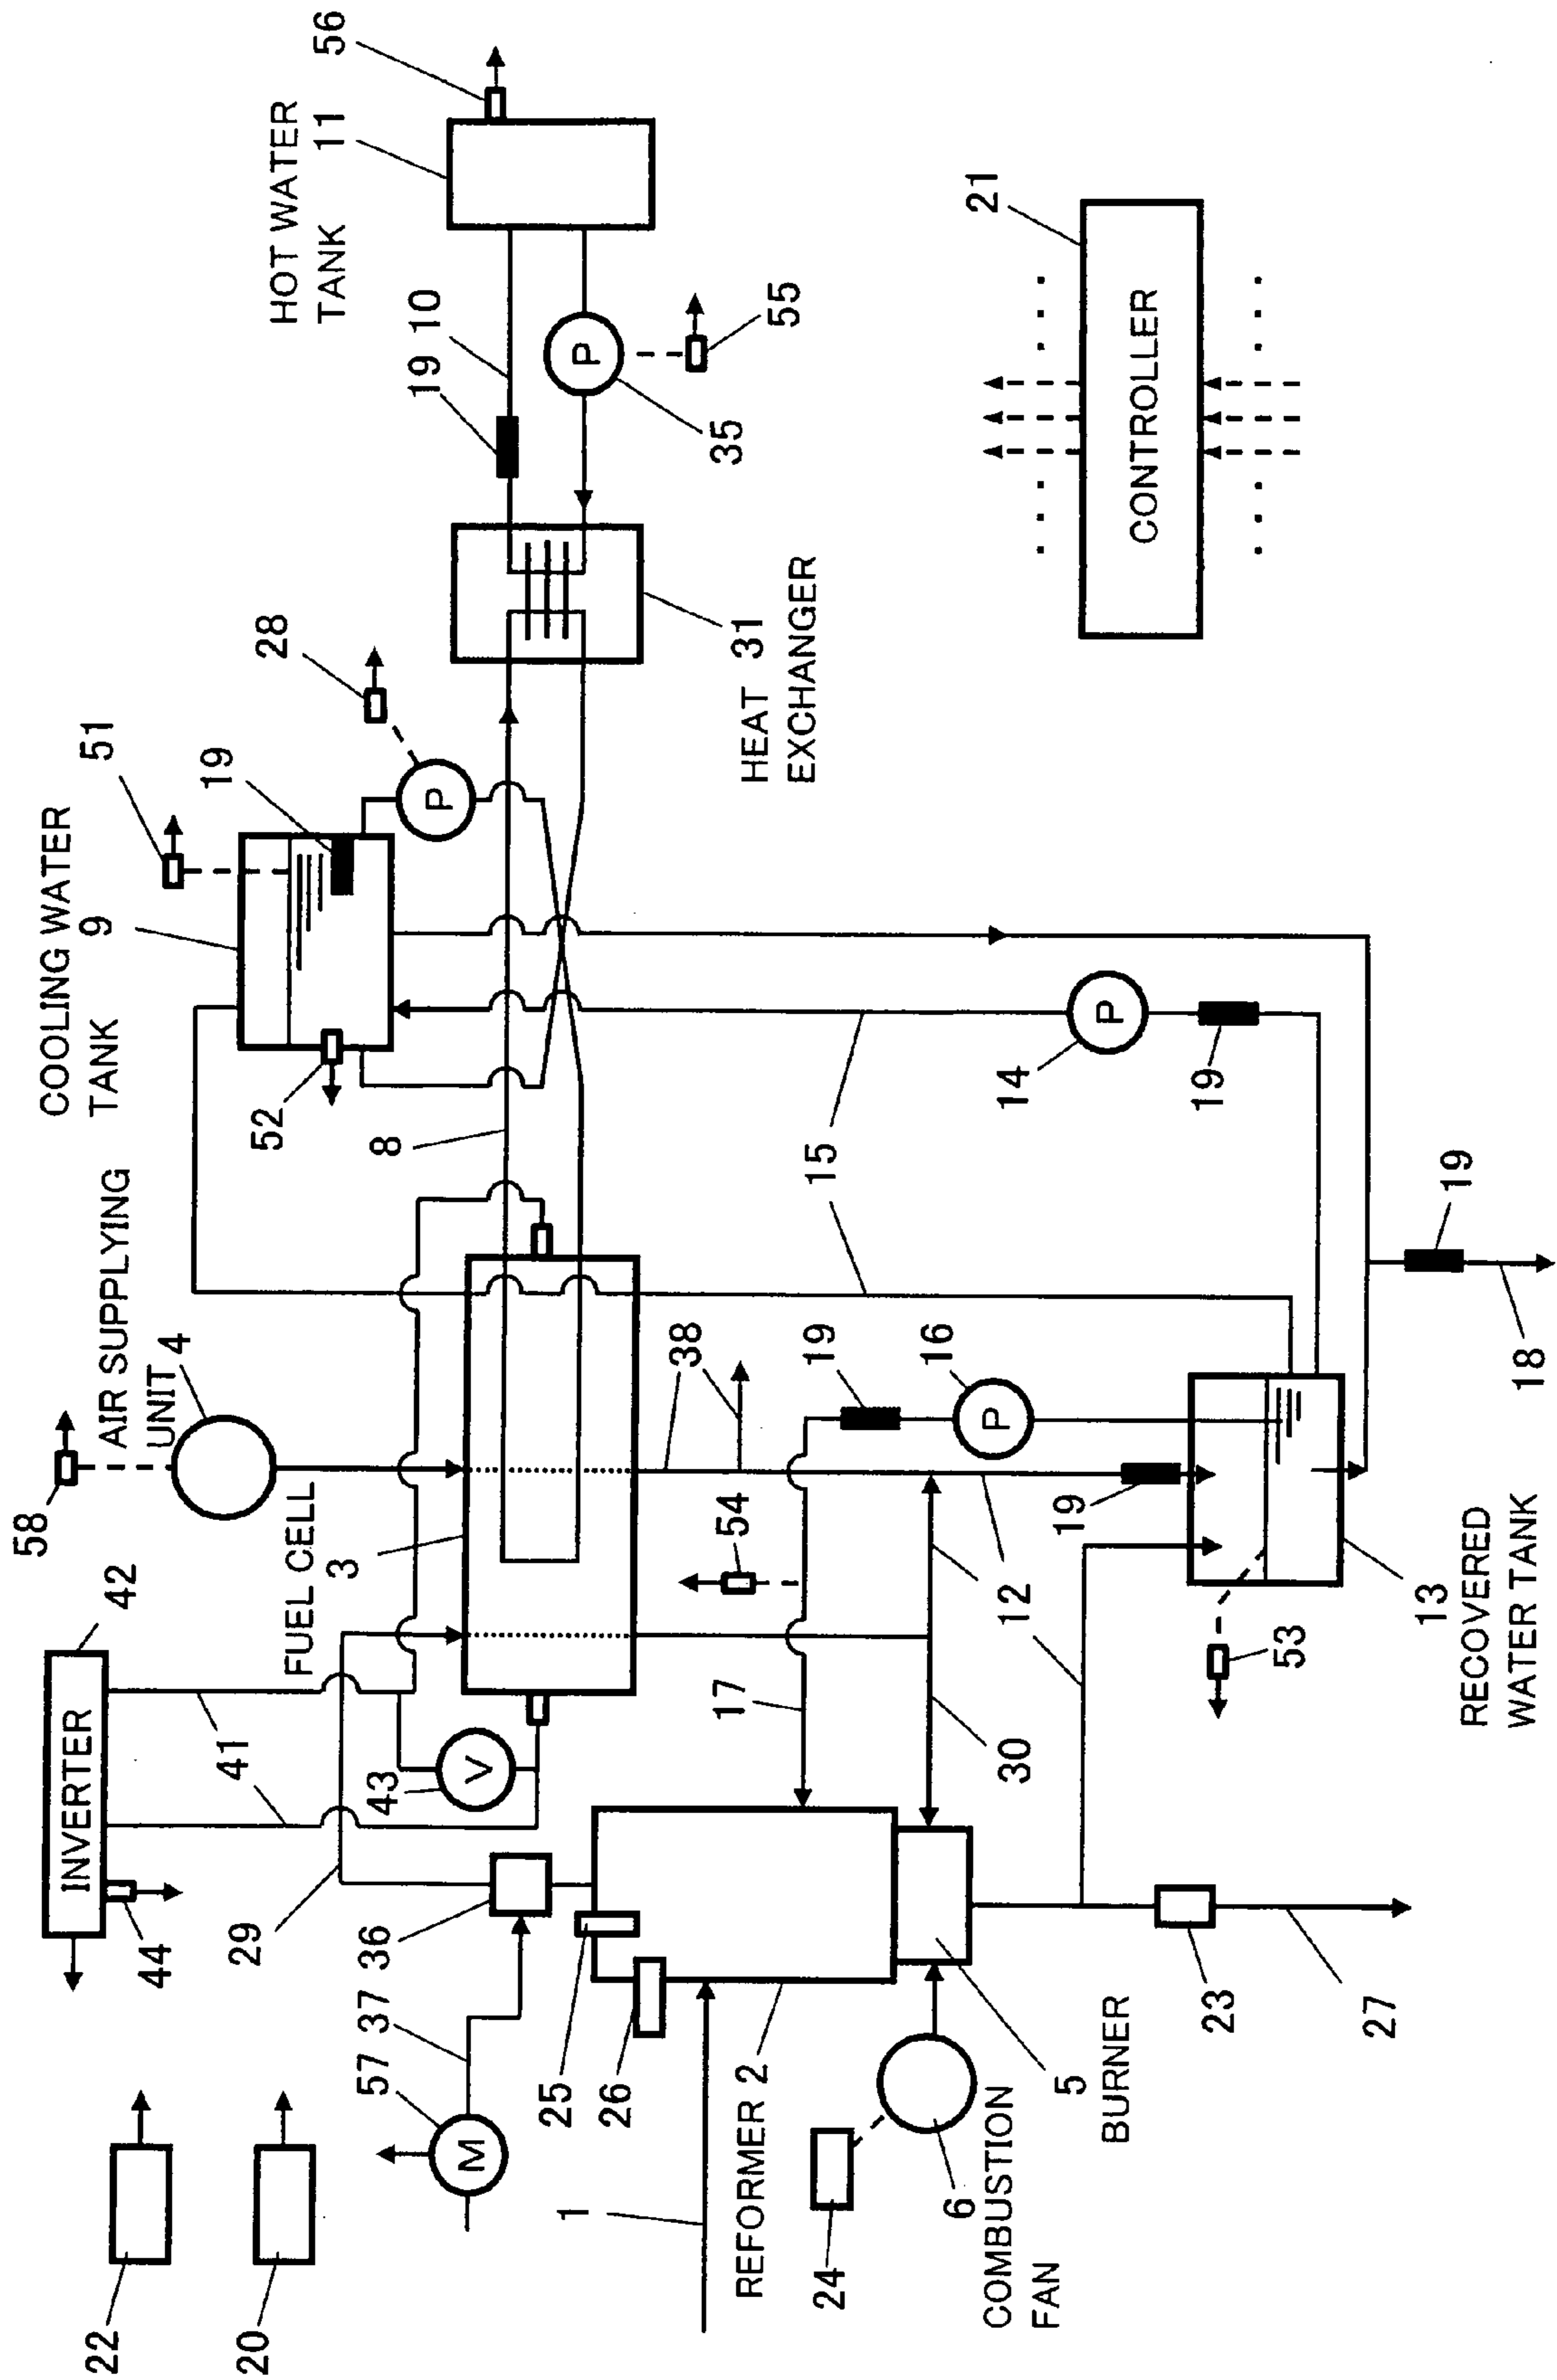 22
INVERTER
42
58
AIR SUPPLYING
UNIT 4
COOLING WATER
TANK 9
51
44
20
29
41
52
19
28
HOT WATER
TANK 11
56
FUEL CELL
3
57 37 36
43
8
P
19 10
M
V
25
26
P
1
54
35
55
REFORMER 2
17
38
HEAT 31
EXCHANGER
24
19
15
6
COMBUSTION
FAN
30
12
16
P
14
P
21
5
BURNER
19
CONTROLLER
23
53
19
27
13
RECOVERED
WATER TANK
18
19